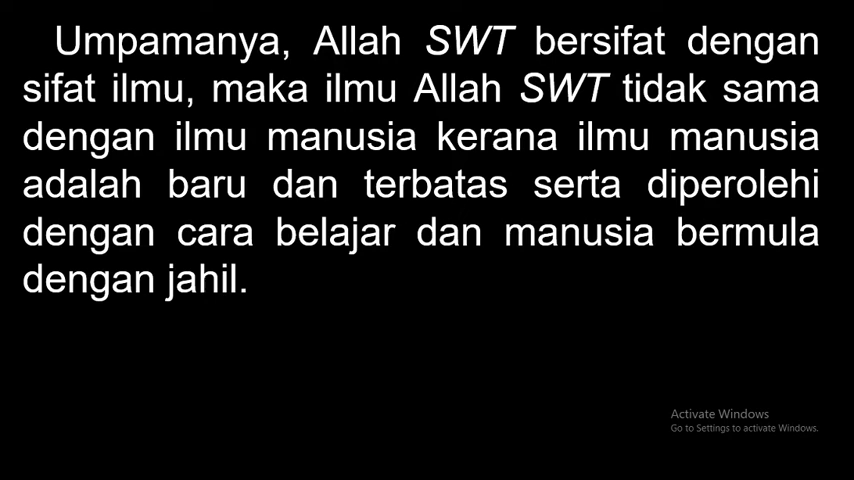 Umpamanya, Allah SWT bersifat dengan
sifat ilmu, maka ilmu Allah SWT tidak sama
dengan ilmu manusia kerana ilmu manusia
adalah baru dan terbatas serta diperolehi
dengan cara belajar dan manusia bermula
dengan jahil.
Activate Windows
Go to Settings to activate Windows.